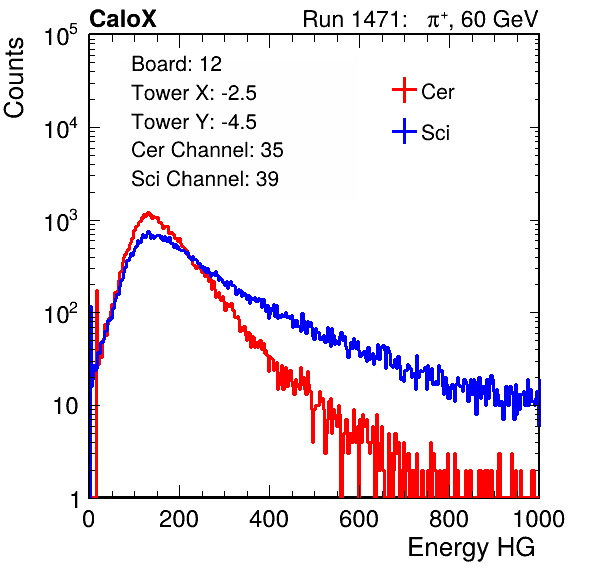 CaloX Run 1471: π⁺, 60 GeV
Counts
Board: 12
Tower X: -2.5
Tower Y: -4.5
Cer Channel: 35
Sci Channel: 39
Cer
Sci
10⁵
10⁴
10³
10²
10
1
0 200 400 600 800 1000
Energy HG